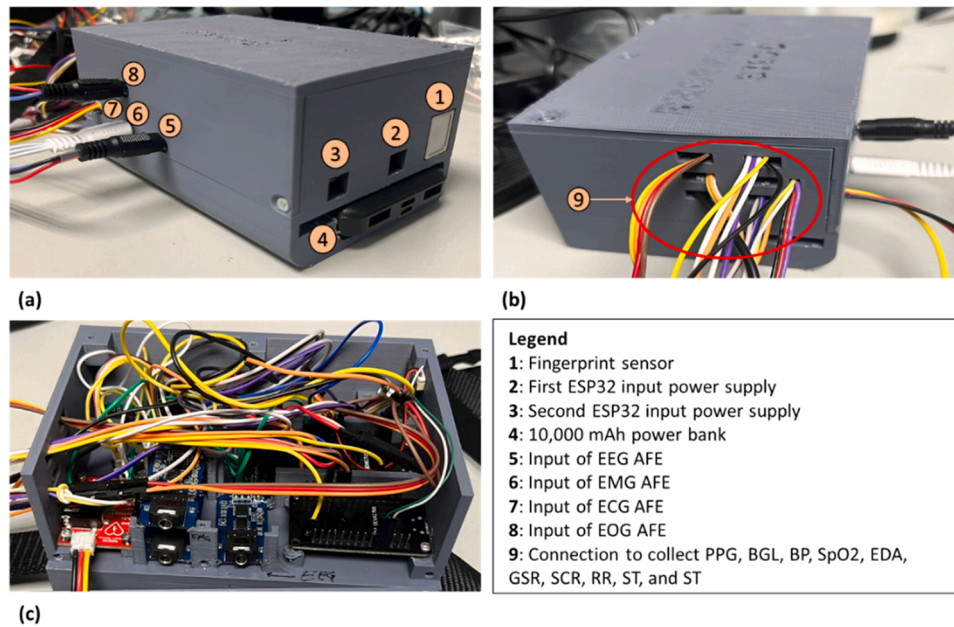 8
1
7
6
5
2
3
4
9
(a)
(b)
EMG
EEG
(c)
Legend
1: Fingerprint sensor
2: First ESP32 input power supply
3: Second ESP32 input power supply
4: 10,000 mAh power bank
5: Input of EEG AFE
6: Input of EMG AFE
7: Input of ECG AFE
8: Input of EOG AFE
9: Connection to collect PPG, BGL, BP, SpO2, EDA,
GSR, SCR, RR, ST, and ST